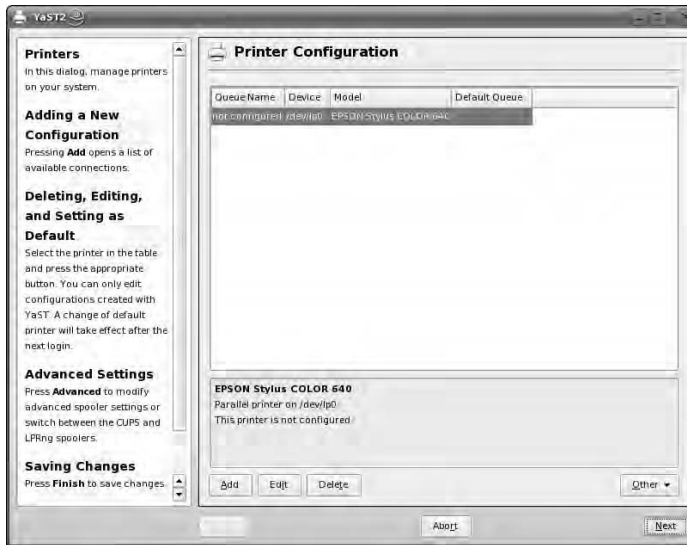 YaST2
Printers
In this dialog, manage printers
on your system.
Adding a New
Configuration
Pressing Add opens a list of
available connections.
Deleting, Editing,
and Setting as
Default
Select the printer in the table
and press the appropriate
button. You can only edit
configurations created with
YaST. A change of default
printer will take effect after the
next login.
Advanced Settings
Press Advanced to modify
advanced spooler settings or
switch between the CUPS and
LPRng spoolers.
Saving Changes
Press Finish to save changes.
Printer Configuration
Queue Name Device Model Default Queue
not configured /dev/lp0 EPSON Stylus COLOR 640
EPSON Stylus COLOR 640
Parallel printer on /dev/lp0
This printer is not configured
Add Edit Delete Other
Abort Next